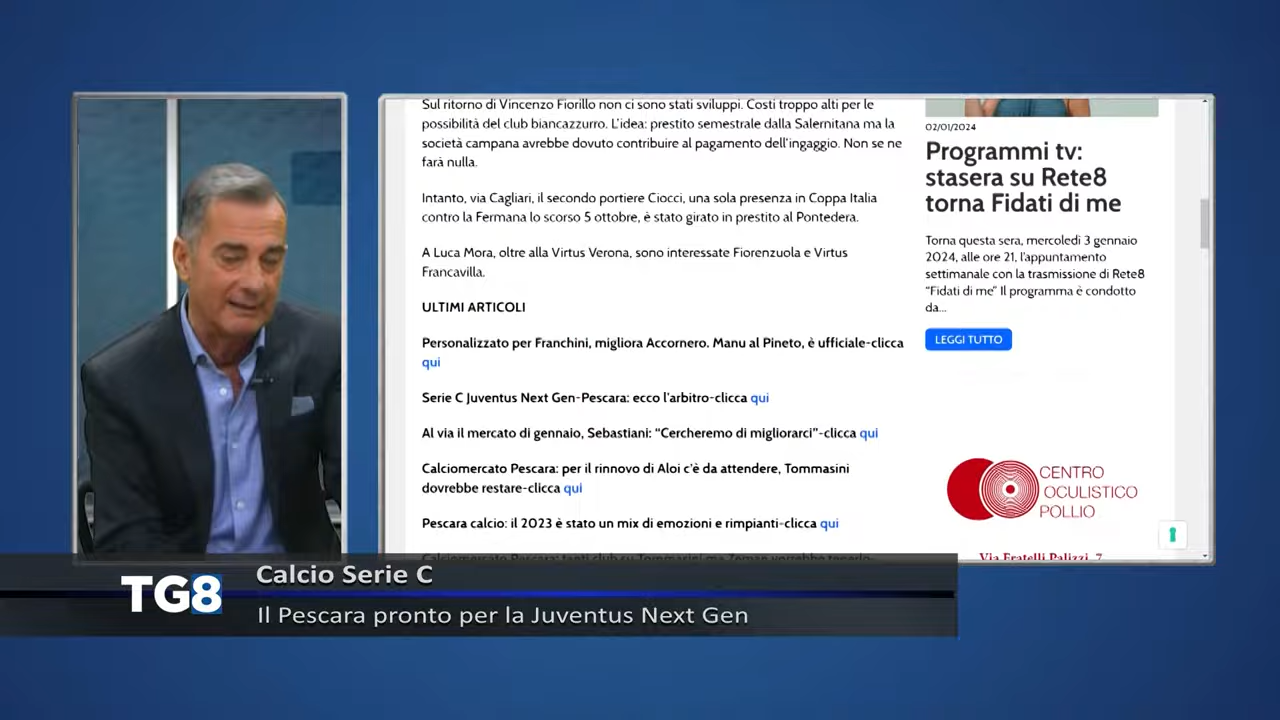 Sul ritorno di Vincenzo Fiorillo non ci sono stati sviluppi. Costi troppo alti per le
possibilità del club biancazzurro. L'idea: prestito semestrale dalla Salernitana ma la
società campana avrebbe dovuto contribuire al pagamento dell'ingaggio. Non se ne
farà nulla.
Intanto, via Cagliari, il secondo portiere Ciocci, una sola presenza in Coppa Italia
contro la Fermana lo scorso 5 ottobre, è stato girato in prestito al Pontedera.
A Luca Mora, oltre alla Virtus Verona, sono interessate Fiorenzuola e Virtus
Francavilla.
ULTIMI ARTICOLI
Personalizzato per Franchini, migliora Accornero. Manu al Pineto, è ufficiale-clicca
qui
Serie C Juventus Next Gen-Pescara: ecco l'arbitro-clicca qui
Al via il mercato di gennaio, Sebastiani: "Cercheremo di migliorarci"-clicca qui
Calciomercato Pescara: per il rinnovo di Aloi c'è da attendere, Tommasini
dovrebbe restare-clicca qui
Pescara calcio: il 2023 è stato un mix di emozioni e rimpianti-clicca qui
Calciomercato Pescara: tanti club su Tommasini ma Zeman vorrebbe tenerlo-
02/01/2024
Programmi tv:
stasera su Rete8
torna Fidati di me
Torna questa sera, mercoledì 3 gennaio
2024, alle ore 21, l'appuntamento
settimanale con la trasmissione di Rete8
"Fidati di me" Il programma è condotto
da...
LEGGI TUTTO
CENTRO
OCULISTICO
POLLIO
Via Fratelli Palizzi, 7
TG8
Calcio Serie C
Il Pescara pronto per la Juventus Next Gen